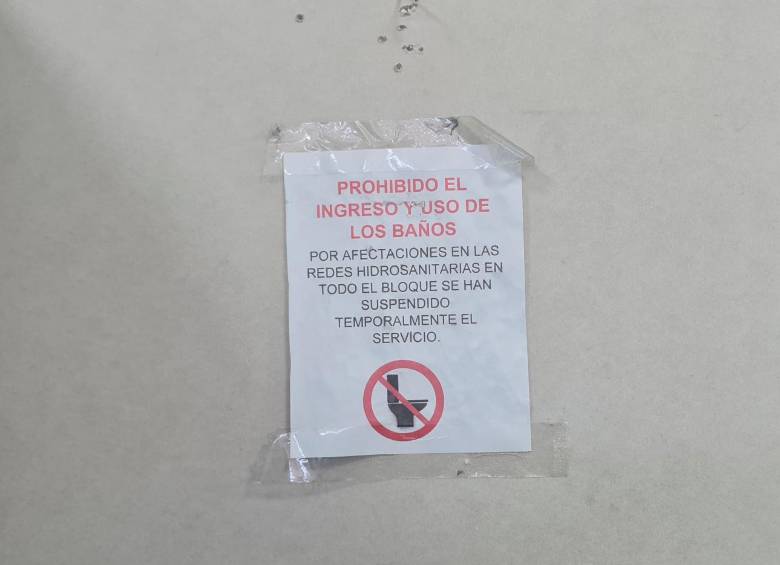 PROHIBIDO EL
INGRESO Y USO DE
LOS BAÑOS
POR AFECTACIONES EN LAS
REDES HIDROSANITARIAS EN
TODO EL BLOQUE SE HAN
SUSPENDIDO
TEMPORALMENTE EL
SERVICIO.